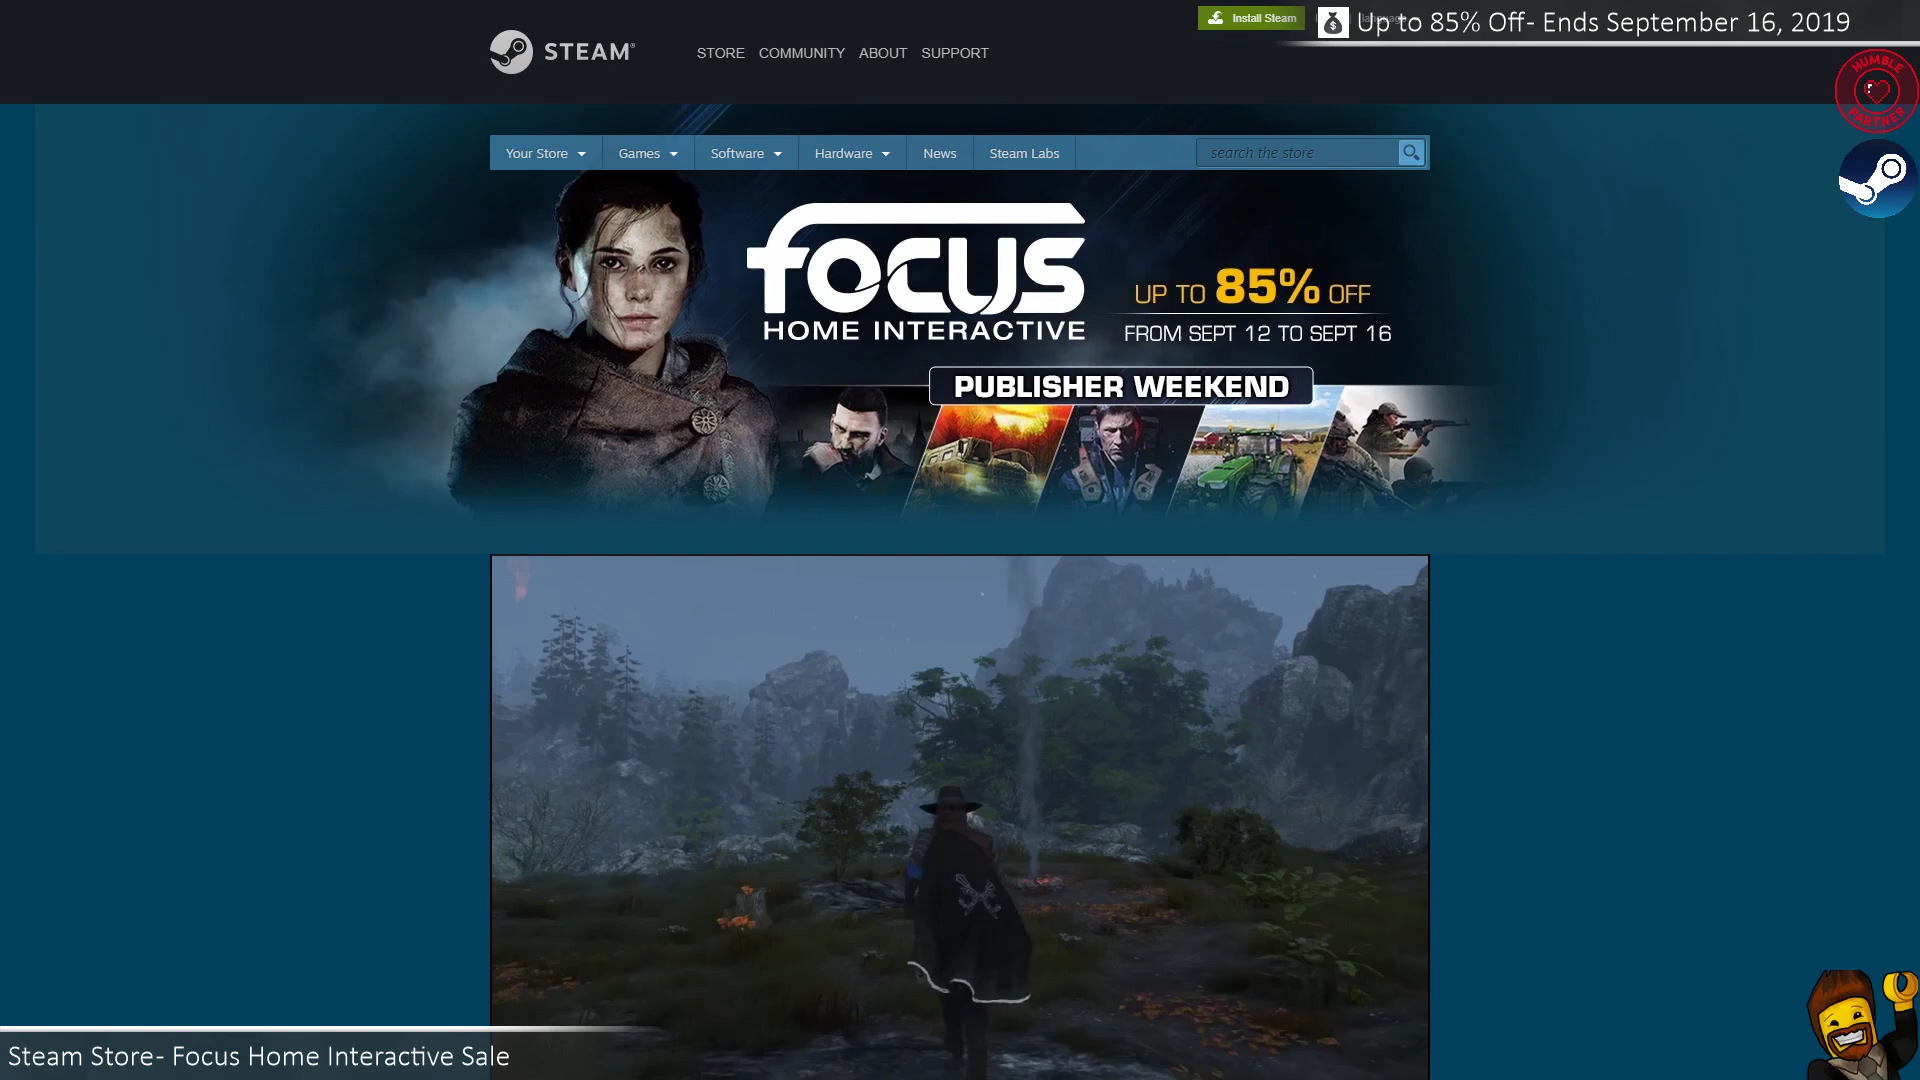 Install Steam
language
Up to 85% Off- Ends September 16, 2019
STEAM®
STORE
COMMUNITY
ABOUT
SUPPORT
HUMBLE
PARTNER
Your Store
Games
Software
Hardware
News
Steam Labs
search the store
FOCUS
HOME INTERACTIVE
UP TO 85% OFF
FROM SEPT 12 TO SEPT 16
PUBLISHER WEEKEND
Steam Store- Focus Home Interactive Sale